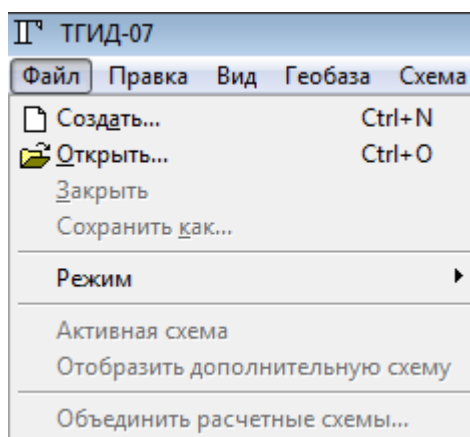 ТГИД-07
Файл Правка Вид Геобаза Схема
Создать... Ctrl+N
Открыть... Ctrl+O
Закрыть
Сохранить как...
Режим
Активная схема
Отобразить дополнительную схему
Объединить расчетные схемы...